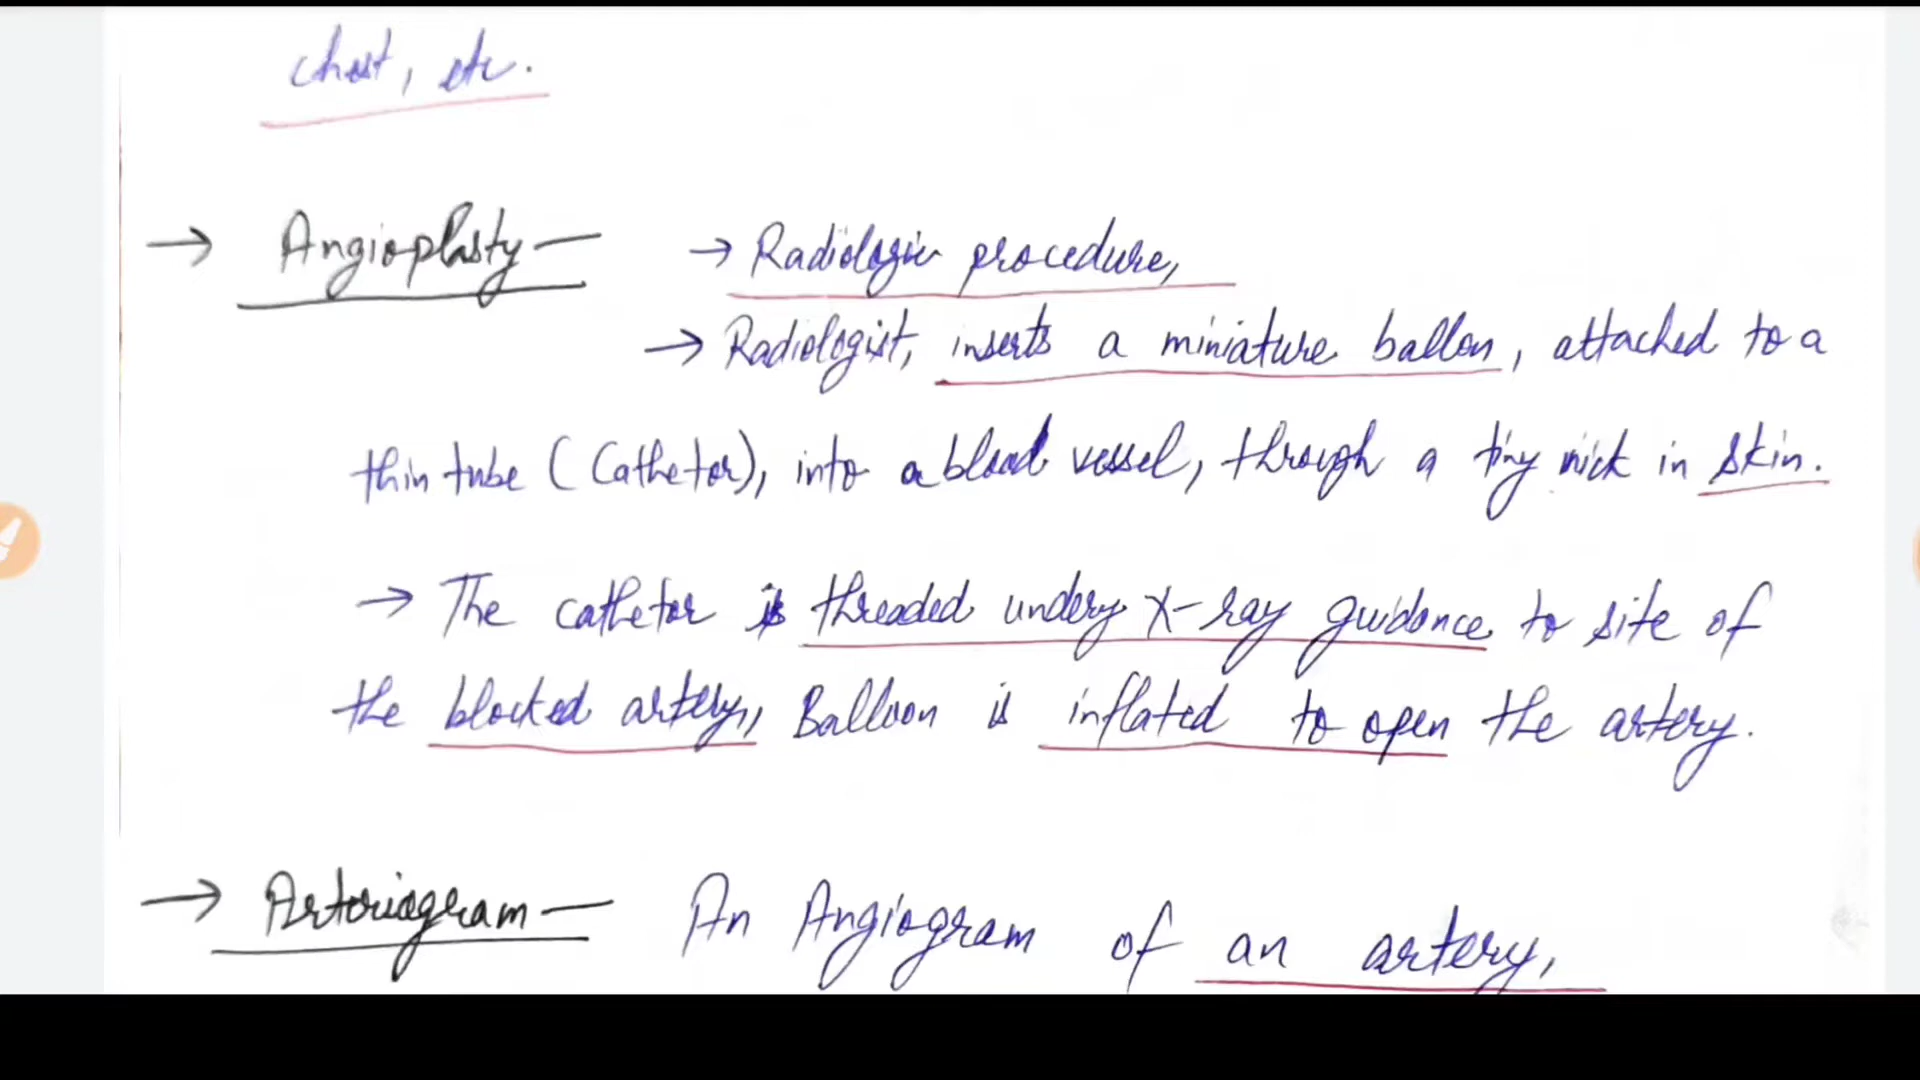 chest, etc.
→ Angioplasty — → Radiologic procedure,
→ Radiologist, inserts a miniature ballon, attached to a
thin tube (Cathetor), into a blood vessel, through a tiny nick in skin.
→ The cathetor is threaded under X-ray guidance to site of
the blocked artery, Balloon is inflated to open the artery.
→ Arteriogram — An Angiogram of an artery,